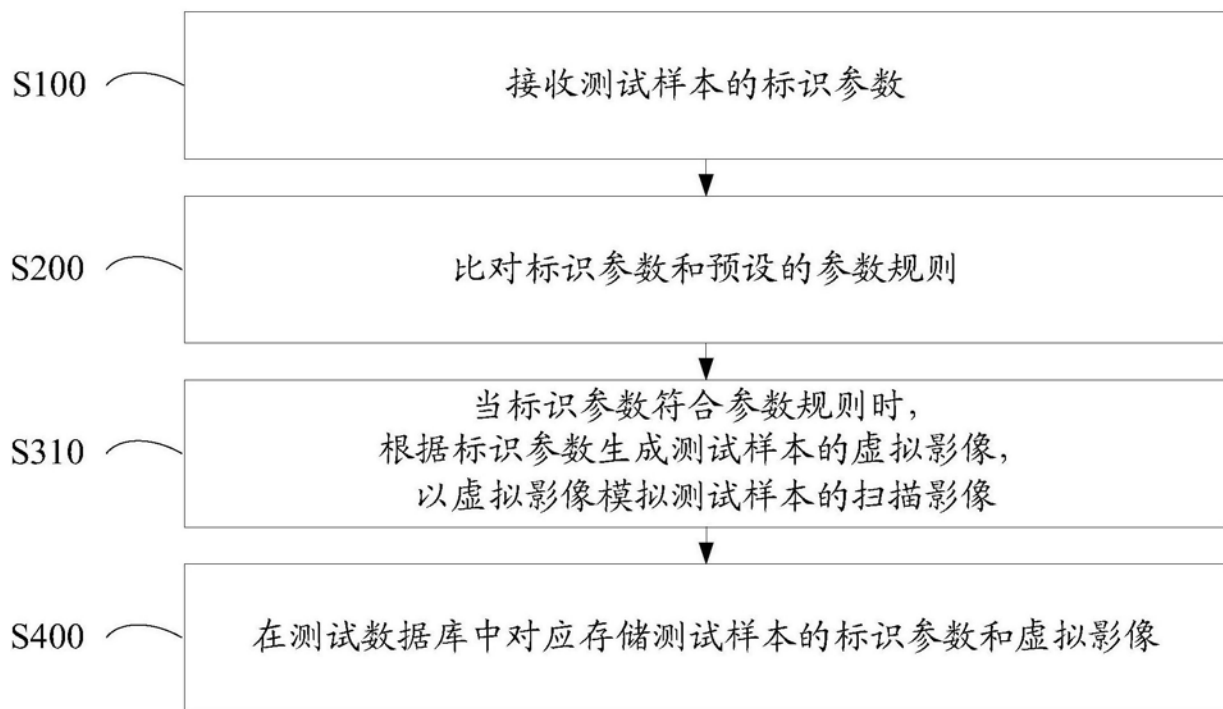 S100
接收测试样本的标识参数
S200
比对标识参数和预设的参数规则
S310
当标识参数符合参数规则时，
根据标识参数生成测试样本的虚拟影像，
以虚拟影像模拟测试样本的扫描影像
S400
在测试数据库中对应存储测试样本的标识参数和虚拟影像